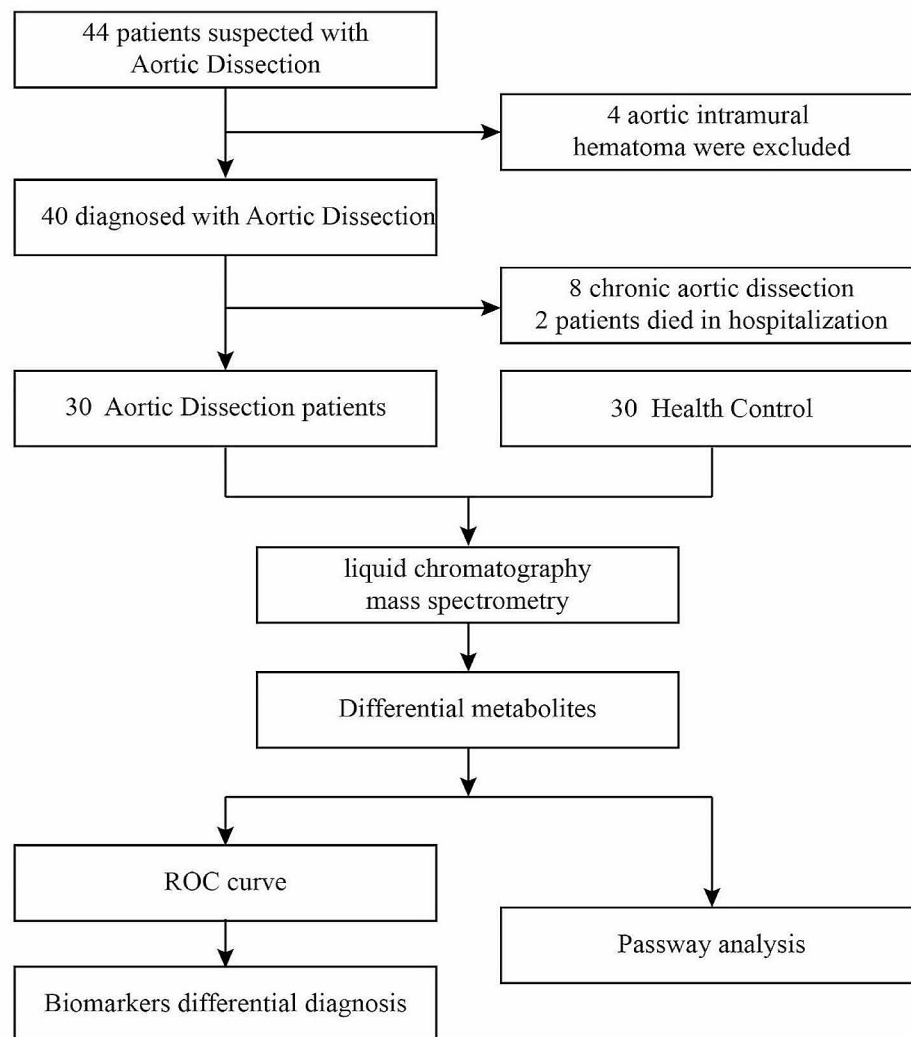 44 patients suspected with
Aortic Dissection
4 aortic intramural
hematoma were excluded
40 diagnosed with Aortic Dissection
8 chronic aortic dissection
2 patients died in hospitalization
30 Aortic Dissection patients
30 Health Control
liquid chromatography
mass spectrometry
Differential metabolites
ROC curve
Passway analysis
Biomarkers differential diagnosis